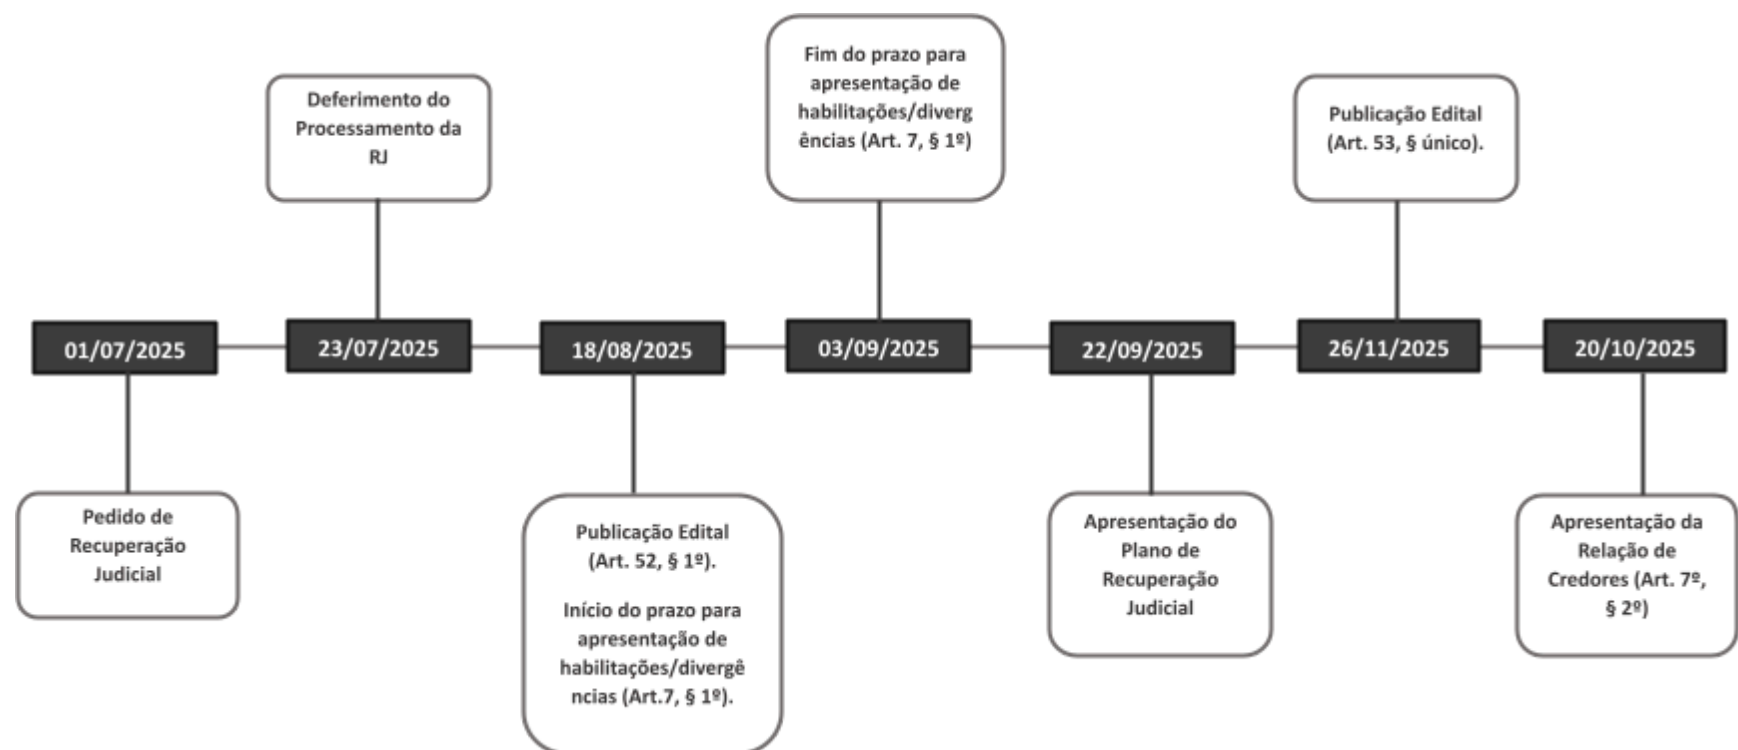 Deferimento do
Processamento da
RJ
Fim do prazo para
apresentação de
habilitações/diverg
ências (Art. 7, § 1º)
Publicação Edital
(Art. 53, § único).
01/07/2025
23/07/2025
18/08/2025
03/09/2025
22/09/2025
26/11/2025
20/10/2025
Pedido de
Recuperação
Judicial
Publicação Edital
(Art. 52, § 1º).
Início do prazo para
apresentação de
habilitações/divergê
ncias (Art.7, § 1º).
Apresentação do
Plano de
Recuperação
Judicial
Apresentação da
Relação de
Credores (Art. 7º,
§ 2º)